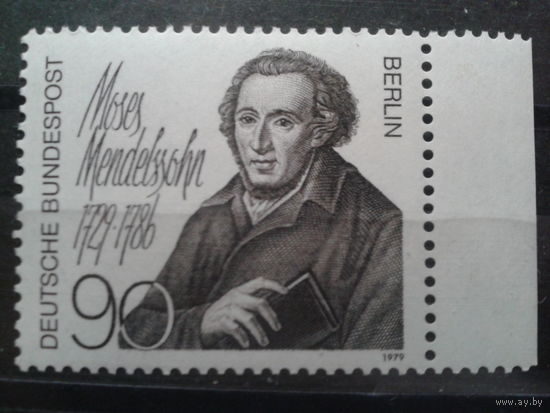 DEUTSCHE BUNDESPOST
Moses
Mendelssohn
1729·1786
90
BERLIN
1979
www.ay.by